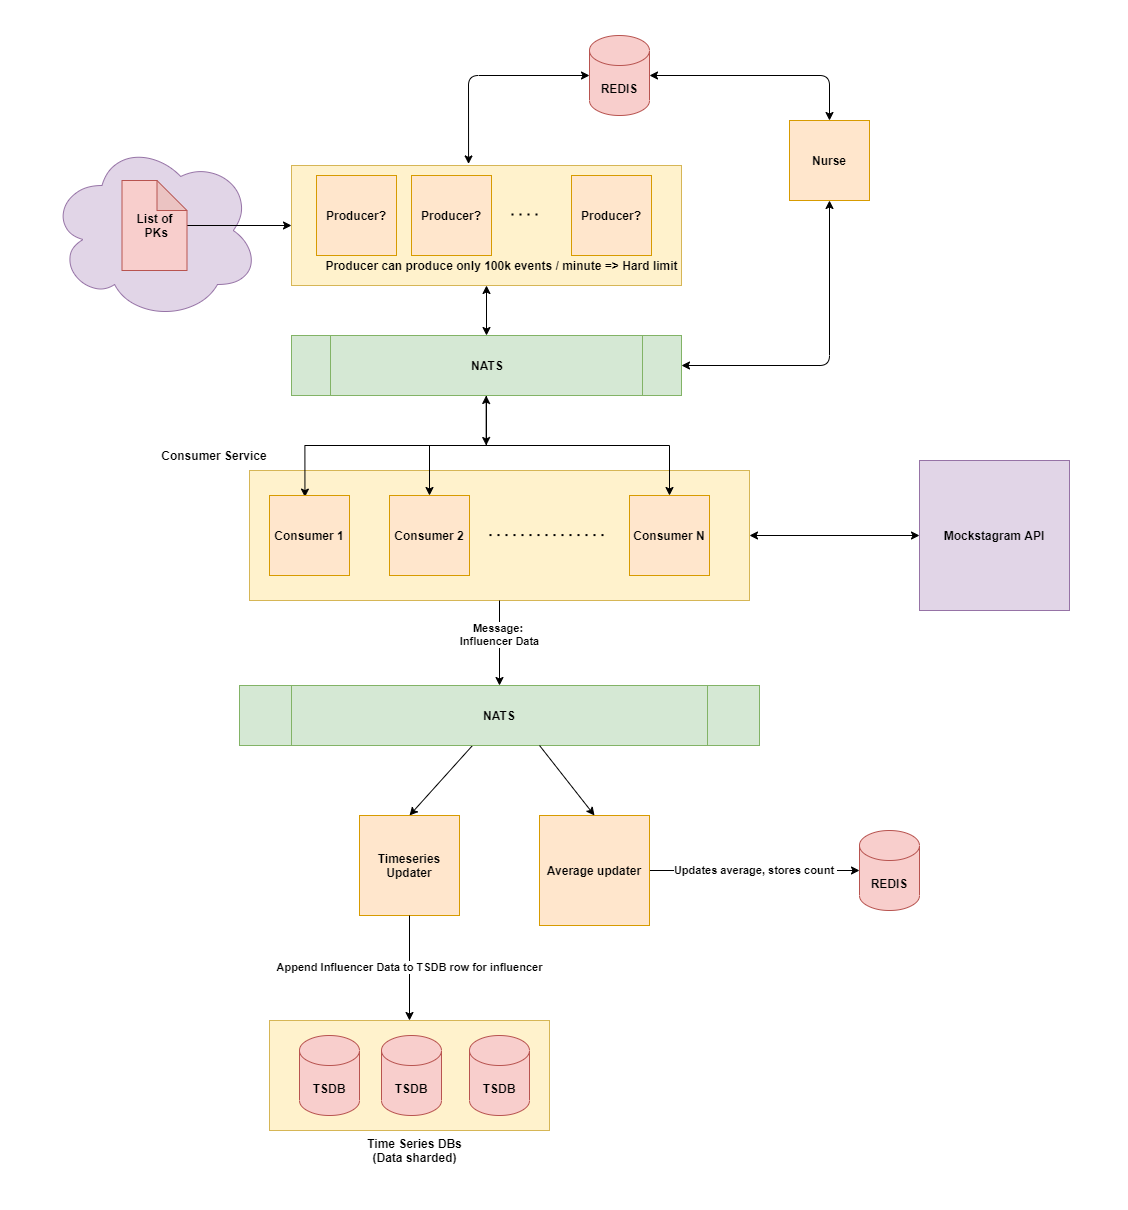 REDIS
Nurse
List of
PKs
Producer?
Producer?
. . . .
Producer?
Producer can produce only 100k events / minute => Hard limit
NATS
Consumer Service
Consumer 1
Consumer 2
. . . . . . . . . . . . . . .
Consumer N
Mockstagram API
Message:
Influencer Data
NATS
Timeseries
Updater
Average updater
Updates average, stores count
REDIS
Append Influencer Data to TSDB row for influencer
TSDB
TSDB
TSDB
Time Series DBs
(Data sharded)